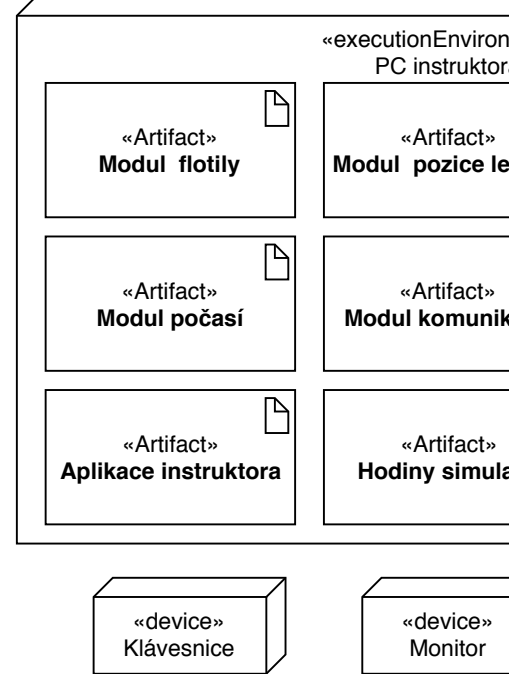 «executionEnviron
PC instruktora
«Artifact»
Modul flotily
«Artifact»
Modul pozice le
«Artifact»
Modul počasí
«Artifact»
Modul komunik
«Artifact»
Aplikace instruktora
«Artifact»
Hodiny simula
«device»
Klávesnice
«device»
Monitor